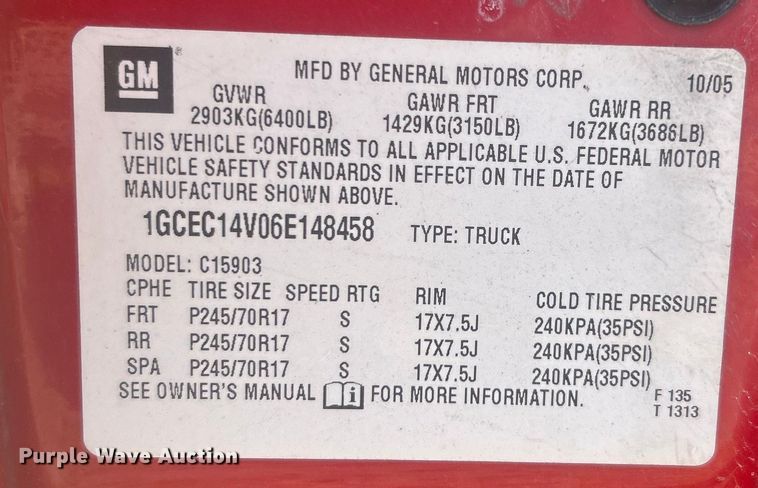 GM ®
MFD BY GENERAL MOTORS CORP. 10/05
GVWR GAWR FRT GAWR RR
2903KG(6400LB) 1429KG(3150LB) 1672KG(3686LB)
THIS VEHICLE CONFORMS TO ALL APPLICABLE U.S. FEDERAL MOTOR
VEHICLE SAFETY STANDARDS IN EFFECT ON THE DATE OF
MANUFACTURE SHOWN ABOVE.
1GCEC14V06E148458 TYPE: TRUCK
MODEL: C15903
CPHE TIRE SIZE SPEED RTG RIM COLD TIRE PRESSURE
FRT P245/70R17 S 17X7.5J 240KPA(35PSI)
RR P245/70R17 S 17X7.5J 240KPA(35PSI)
SPA P245/70R17 S 17X7.5J 240KPA(35PSI)
SEE OWNER'S MANUAL i FOR MORE INFORMATION.
F 135
T 1313
Purple Wave Auction